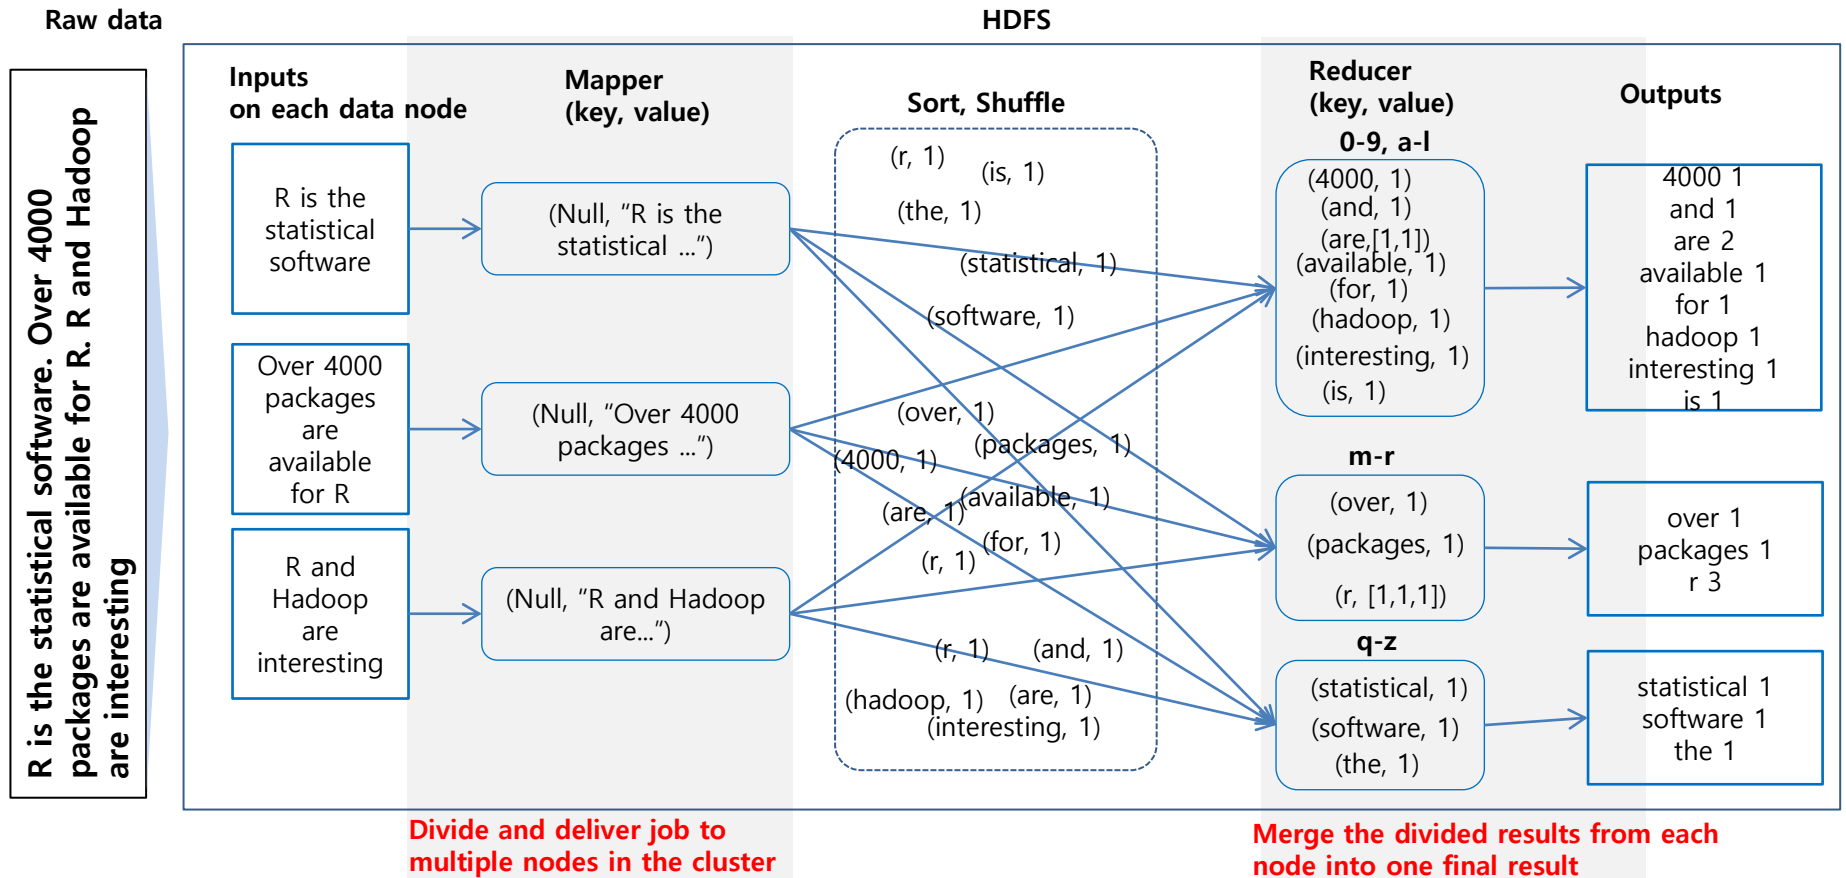 Raw data
HDFS
R is the statistical software. Over 4000
packages are available for R. R and Hadoop
are interesting
Inputs
on each data node
R is the
statistical
software
Over 4000
packages
are
available
for R
R and
Hadoop
are
interesting
Mapper
(key, value)
(Null, “R is the
statistical ...”)
(Null, “Over 4000
packages ...”)
(Null, “R and Hadoop
are...”)
Sort, Shuffle
(r, 1)
(is, 1)
(the, 1)
(statistical, 1)
(software, 1)
(over, 1)
(packages, 1)
(4000, 1)
(available, 1)
(are, 1)
(for, 1)
(r, 1)
(r, 1)
(and, 1)
(hadoop, 1)
(are, 1)
(interesting, 1)
Reducer
(key, value)
0-9, a-l
(4000, 1)
(and, 1)
(are,[1,1])
(available, 1)
(for, 1)
(hadoop, 1)
(interesting, 1)
(is, 1)
m-r
(over, 1)
(packages, 1)
(r, [1,1,1])
q-z
(statistical, 1)
(software, 1)
(the, 1)
Outputs
4000 1
and 1
are 2
available 1
for 1
hadoop 1
interesting 1
is 1
over 1
packages 1
r 3
statistical 1
software 1
the 1
Divide and deliver job to
multiple nodes in the cluster
Merge the divided results from each
node into one final result